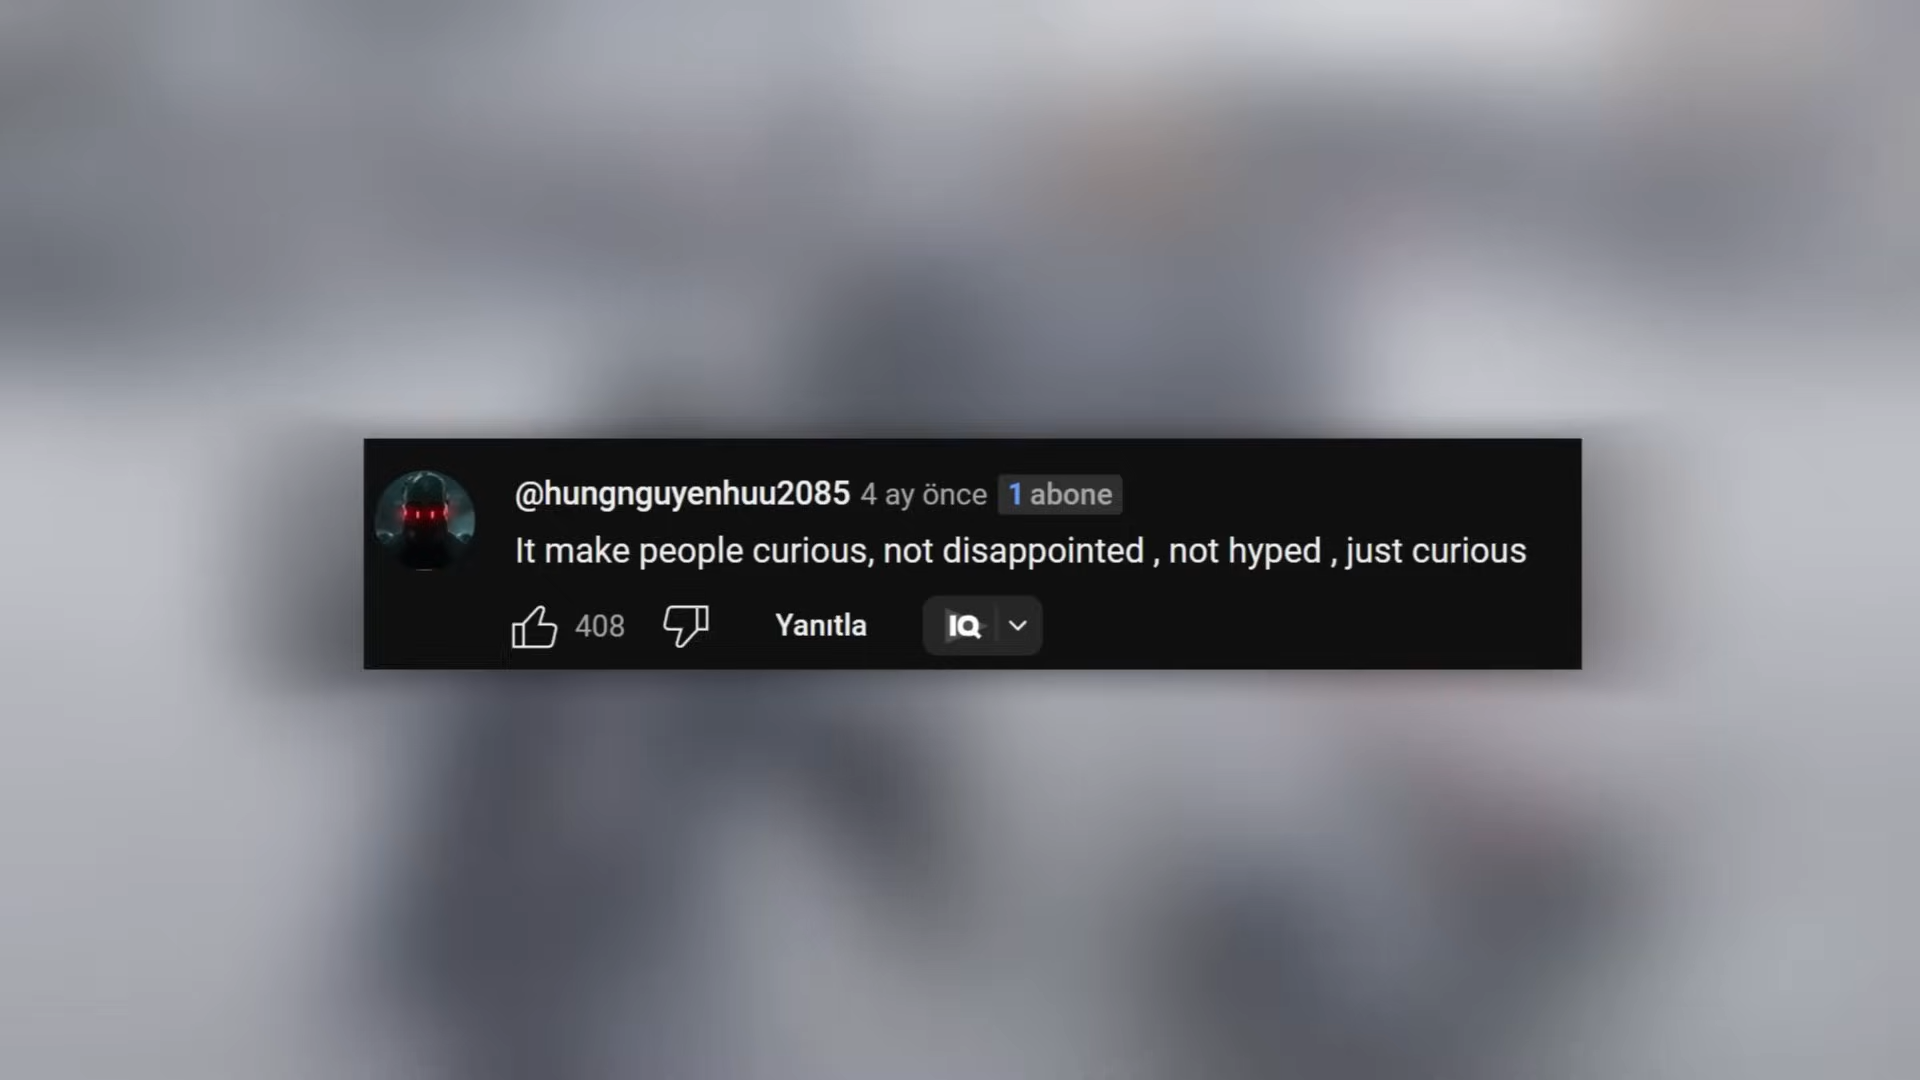 @hungnguyenhuu2085 4 ay önce 1 abone
It make people curious, not disappointed , not hyped , just curious
408 Yanıtla IQ